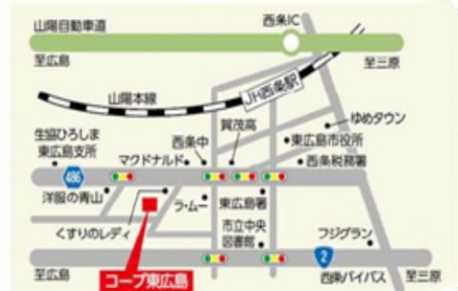 山陽自動車道
西条IC
至広島
至三原
山陽本線
JR西条駅
ゆめタウン
生協ひろしま
東広島支所
西条中
賀茂高
東広島市役所
マクドナルド
西条税務署
486
洋服の青山
ラ・ムー
東広島署
くすりのレディ
市立中央
図書館
フジグラン
2
至広島
コープ東広島
西条バイパス
至三原